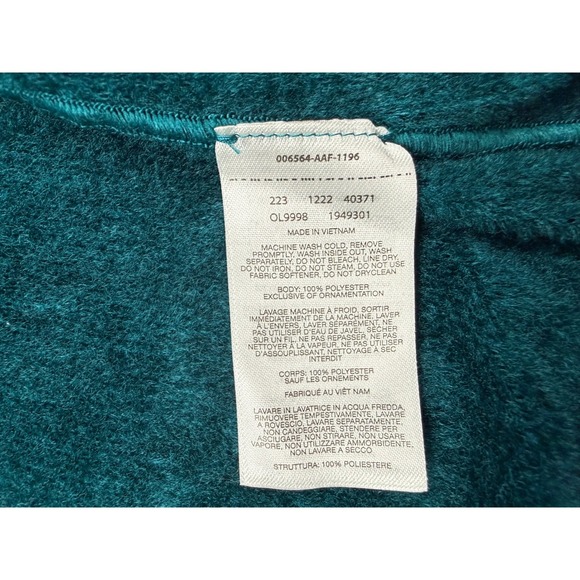 006564-AAF-1196
223 1222 40371
OL9998 1949301
MADE IN VIETNAM
MACHINE WASH COLD, REMOVE
PROMPTLY, WASH INSIDE OUT, WASH
SEPARATELY, DO NOT BLEACH, LINE DRY,
DO NOT IRON, DO NOT STEAM, DO NOT USE
FABRIC SOFTENER, DO NOT DRYCLEAN
BODY: 100% POLYESTER
EXCLUSIVE OF ORNAMENTATION
LAVAGE MACHINE À FROID, SORTIR
IMMÉDIATEMENT DE LA MACHINE, LAVER
À L'ENVERS, LAVER SÉPAREMENT, NE
PAS UTILISER D'EAU DE JAVEL, SÉCHER
SUR UN FIL, NE PAS REPASSER, NE PAS
NETTOYER À LA VAPEUR, NE PAS UTILISER
D'ASSOUPLISSANT, NETTOYAGE À SEC
INTERDIT
CORPS: 100% POLYESTER
SAUF LES ORNEMENTS
FABRIQUÉ AU VIÊT NAM
LAVARE IN LAVATRICE IN ACQUA FREDDA,
RIMUOVERE TEMPESTIVAMENTE, LAVARE
A ROVESCIO, LAVARE SEPARATAMENTE,
NON CANDEGGIARE, STENDERE PER
ASCIUGARE, NON STIRARE, NON USARE
VAPORE, NON UTILIZZARE AMMORBIDENTE,
NON LAVARE A SECCO
STRUTTURA: 100% POLIESTERE